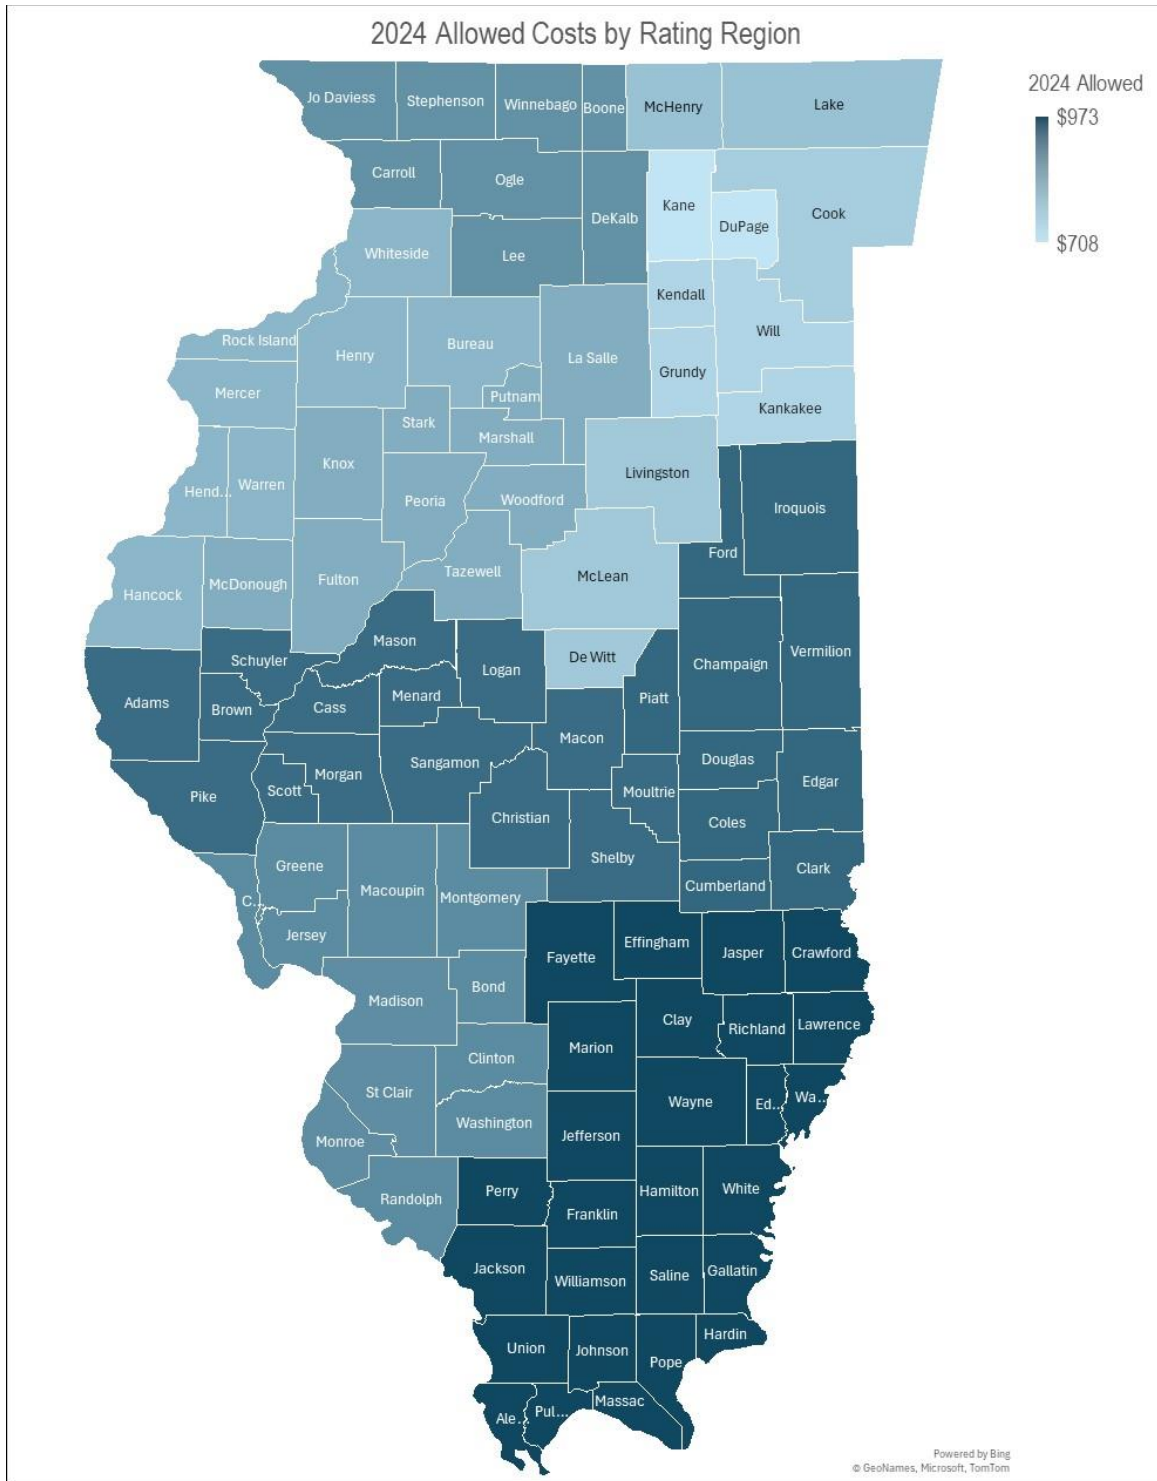 2024 Allowed Costs by Rating Region
2024 Allowed
$973
$708
Jo Daviess
Stephenson
Winnebago
Boone
McHenry
Lake
Carroll
Ogle
DeKalb
Kane
DuPage
Cook
Whiteside
Lee
Kendall
Will
Rock Island
Henry
Bureau
La Salle
Grundy
Mercer
Putnam
Kankakee
Stark
Marshall
Knox
Livingston
Hend...
Warren
Peoria
Woodford
Iroquois
Ford
Hancock
McDonough
Fulton
Tazewell
McLean
Mason
Schuyler
Logan
De Witt
Champaign
Vermilion
Adams
Brown
Cass
Menard
Piatt
Macon
Pike
Scott
Morgan
Sangamon
Douglas
Edgar
Moultrie
Christian
Coles
Shelby
Greene
Macoupin
Montgomery
Cumberland
Clark
C...
Jersey
Effingham
Fayette
Jasper
Crawford
Madison
Bond
Clay
Richland
Lawrence
Marion
Clinton
St Clair
Washington
Wayne
Ed...
Wa...
Monroe
Jefferson
Randolph
Perry
Hamilton
White
Franklin
Jackson
Williamson
Saline
Gallatin
Union
Johnson
Pope
Hardin
Ale...
Pul...
Massac
Powered by Bing
© GeoNames, Microsoft, TomTom